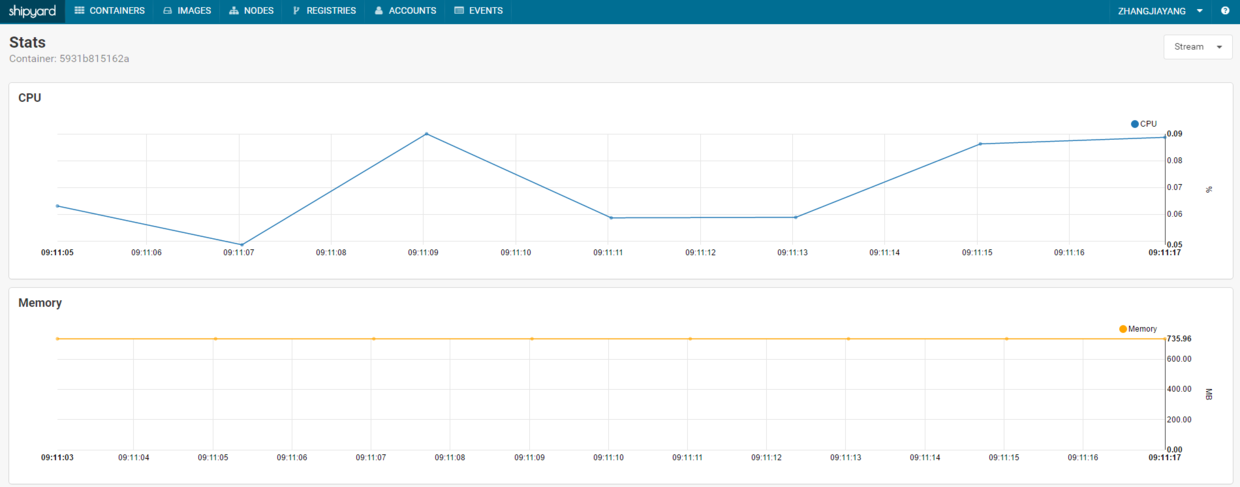 shipyard CONTAINERS IMAGES NODES REGISTRIES ACCOUNTS EVENTS ZHANGJIAYANG ?
Stats
Container: 5931b815162a
Stream
CPU
CPU
0.09
0.08
0.07
%
0.06
0.05
09:11:05 09:11:06 09:11:07 09:11:08 09:11:09 09:11:10 09:11:11 09:11:12 09:11:13 09:11:14 09:11:15 09:11:16 09:11:17
Memory
Memory
735.96
600.00
400.00
MB
200.00
0.00
09:11:03 09:11:04 09:11:05 09:11:06 09:11:07 09:11:08 09:11:09 09:11:10 09:11:11 09:11:12 09:11:13 09:11:14 09:11:15 09:11:16 09:11:17